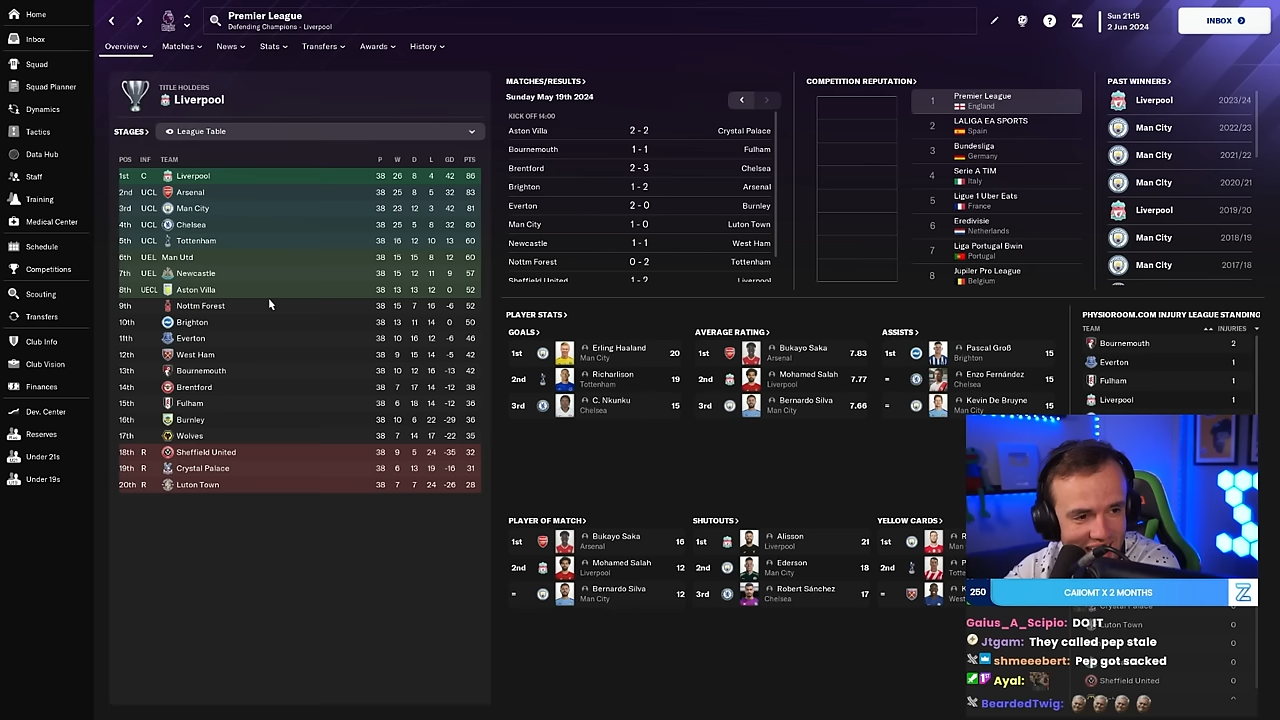 Home
Inbox
Squad
Squad Planner
Dynamics
Tactics
Data Hub
Staff
Training
Medical Center
Schedule
Competitions
Scouting
Transfers
Club Info
Club Vision
Finances
Dev. Center
Reserves
Under 21s
Under 19s
Premier League
Defending Champions - Liverpool
Sun 21:15
2 Jun 2024
INBOX
Overview Matches News Stats Transfers Awards History
TITLE HOLDERS
Liverpool
STAGES> League Table
POS INF TEAM P W D L GD PTS
1st C Liverpool 38 26 8 4 42 86
2nd UCL Arsenal 38 25 8 5 32 83
3rd UCL Man City 38 23 12 3 42 81
4th UCL Chelsea 38 25 5 8 32 80
5th UCL Tottenham 38 16 12 10 13 60
6th UEL Man Utd 38 15 15 8 12 60
7th UEL Newcastle 38 15 12 11 9 57
8th UECL Aston Villa 38 13 13 12 0 52
9th Nottm Forest 38 15 7 16 -6 52
10th Brighton 38 13 11 14 0 50
11th Everton 38 10 16 12 -6 46
12th West Ham 38 9 15 14 -5 42
13th Bournemouth 38 10 12 16 -13 42
14th Brentford 38 7 17 14 -12 38
15th Fulham 38 6 18 14 -12 36
16th Burnley 38 10 6 22 -29 36
17th Wolves 38 7 14 17 -22 35
18th R Sheffield United 38 9 5 24 -35 32
19th R Crystal Palace 38 6 13 19 -16 31
20th R Luton Town 38 7 7 24 -26 28
MATCHES/RESULTS>
Sunday May 19th 2024
KICK OFF 14:00
Aston Villa 2 - 2 Crystal Palace
Bournemouth 1 - 1 Fulham
Brentford 2 - 3 Chelsea
Brighton 1 - 2 Arsenal
Everton 2 - 0 Burnley
Man City 1 - 0 Luton Town
Newcastle 1 - 1 West Ham
Nottm Forest 0 - 2 Tottenham
Sheffield United 1 - 2 Liverpool
COMPETITION REPUTATION>
1 Premier League
England
2 LALIGA EA SPORTS
Spain
3 Bundesliga
Germany
4 Serie A TIM
Italy
5 Ligue 1 Uber Eats
France
6 Eredivisie
Netherlands
7 Liga Portugal Bwin
Portugal
8 Jupiler Pro League
Belgium
PAST WINNERS>
Liverpool 2023/24
Man City 2022/23
Man City 2021/22
Man City 2020/21
Liverpool 2019/20
Man City 2018/19
Man City 2017/18
PLAYER STATS>
GOALS>
1st Erling Haaland 20
Man City
2nd Richarlison 19
Tottenham
3rd C. Nkunku 15
Chelsea
AVERAGE RATING>
1st Bukayo Saka 7.83
Arsenal
2nd Mohamed Salah 7.77
Liverpool
3rd Bernardo Silva 7.66
Man City
ASSISTS>
1st Pascal Groß 15
Brighton
= Enzo Fernández 15
Chelsea
= Kevin De Bruyne 15
Man City
PHYSIOROOM.COM INJURY LEAGUE STANDING
TEAM INJURIES
Bournemouth 2
Everton 1
Fulham 1
Liverpool 1
PLAYER OF MATCH>
1st Bukayo Saka 16
Arsenal
2nd Mohamed Salah 12
Liverpool
= Bernardo Silva 12
Man City
SHUTOUTS>
1st Alisson 21
Liverpool
2nd Ederson 18
Man City
3rd Robert Sánchez 17
Chelsea
YELLOW CARDS>
1st R
Man
2nd P
Totte
= K
Wes
250 CAIIOMT X 2 MONTHS
Crystal Palace 0
Gaius_A_Scipio: DO IT
Luton Town 0
Jtgam: They called pep stale 0
shmeeebert: Pep got sacked 0
Ayal:
Sheffield United 0
BeardedTwig: